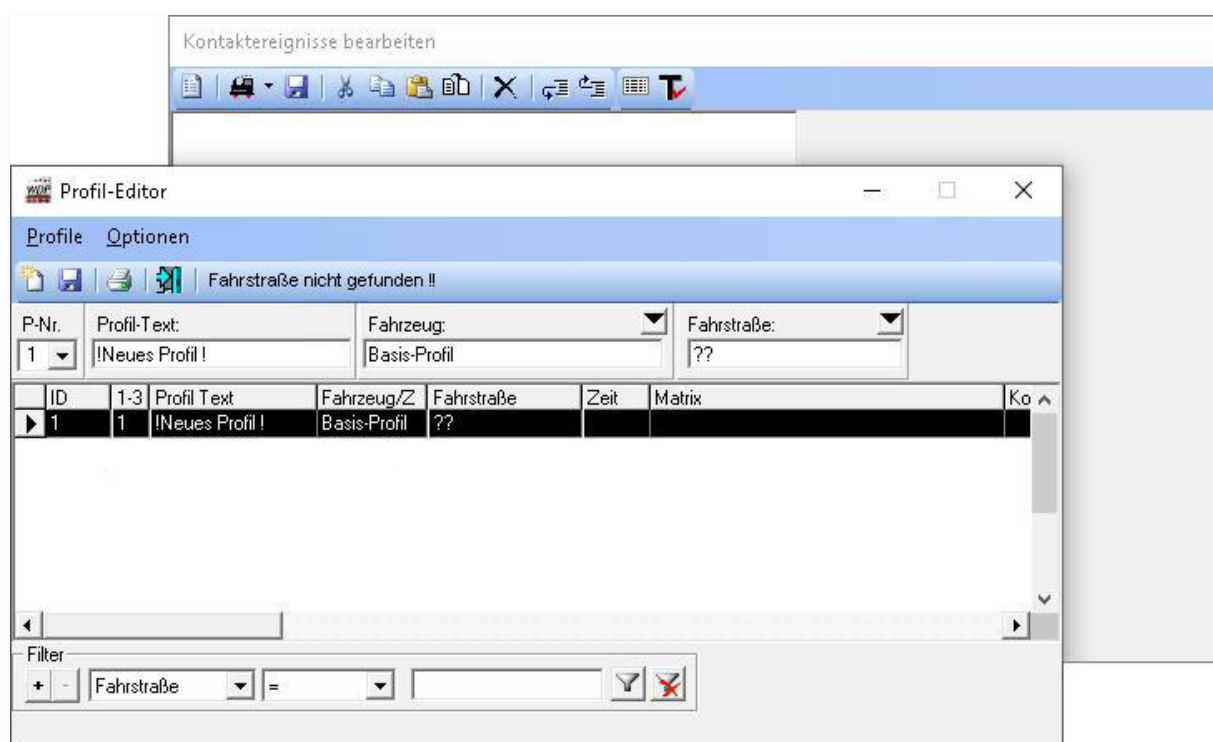 Kontaktereignisse bearbeiten
WDP Profil-Editor
Profile Optionen
Fahrstraße nicht gefunden !!
P-Nr. Profil-Text: Fahrzeug: Fahrstraße:
1 !Neues Profil ! Basis-Profil ??
ID 1-3 Profil Text Fahrzeug/Z Fahrstraße Zeit Matrix Ko
1 1 !Neues Profil ! Basis-Profil ??
Filter
+ - Fahrstraße =